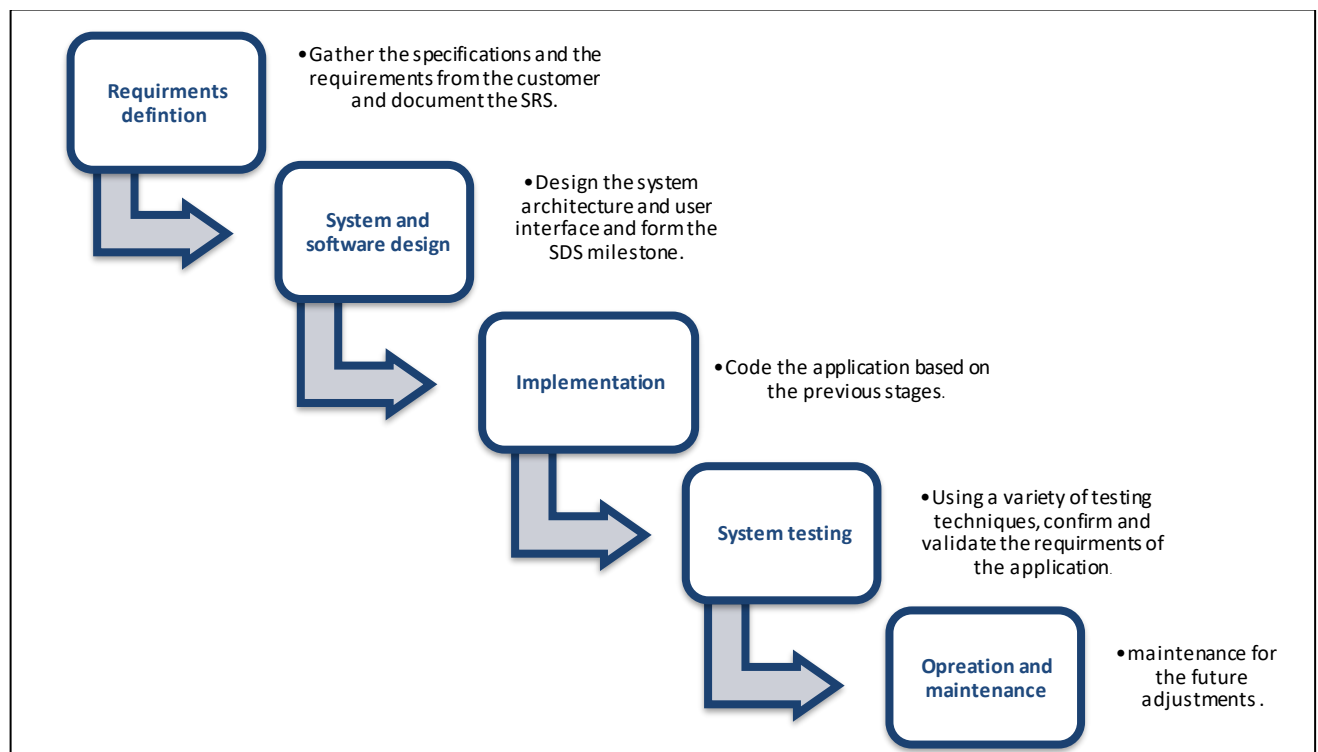 Requirments
defintion
•Gather the specifications and the
requirements from the customer
and document the SRS.
System and
software design
•Design the system
architecture and user
interface and form the
SDS milestone.
Implementation
•Code the application based on
the previous stages.
System testing
•Using a variety of testing
techniques, confirm and
validate the requirments of
the application.
Opreation and
maintenance
•maintenance for
the future
adjustments.